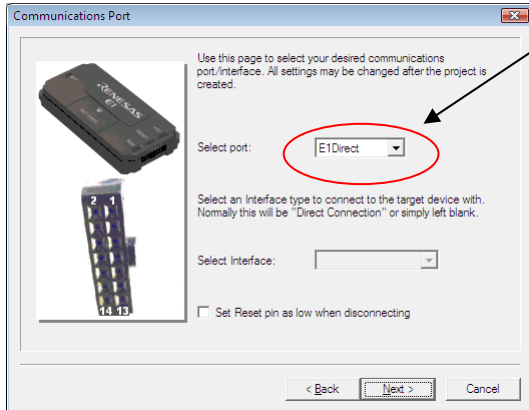 Communications Port
Use this page to select your desired communications
port/interface. All settings may be changed after the project is
created.
RENESAS
E1
Select port:
E1Direct
Select an Interface type to connect to the target device with.
Normally this will be "Direct Connection" or simply left blank.
2 1
Select Interface:
14 13
Set Reset pin as low when disconnecting
< Back
Next >
Cancel